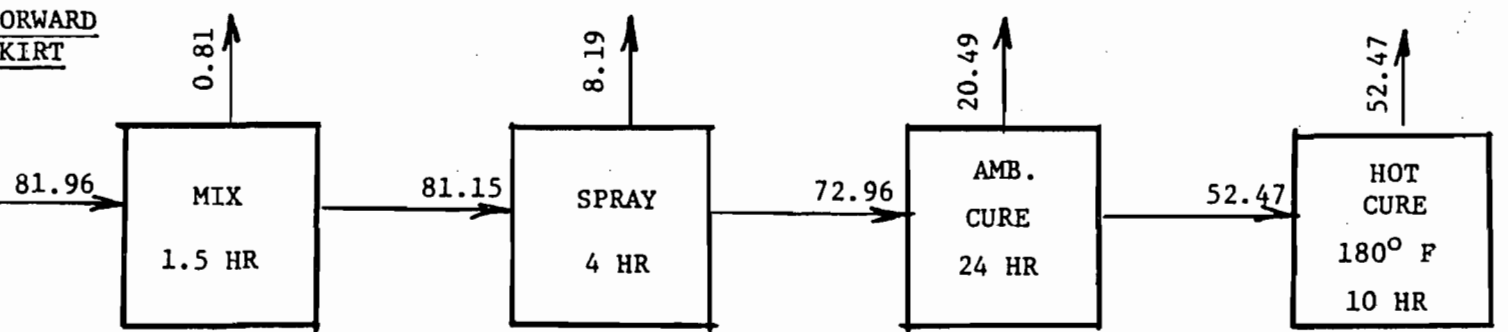 ORWARD
KIRT
0.81
8.19
20.49
52.47
81.96
MIX
1.5 HR
81.15
SPRAY
4 HR
72.96
AMB.
CURE
24 HR
52.47
HOT
CURE
180° F
10 HR